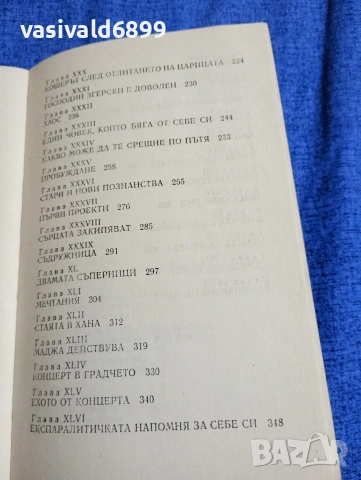 vasivald6899
Глава XXX
КОШЕРЪТ СЛЕД ОТЛИТАНЕТО НА ЦАРИЦАТА 224
Глава XXXI
ГОСПОДИН ЗГЕРСКИ Е ДОВОЛЕН 230
Глава XXXII
ХАОС 236
Глава XXXIII
ЕДИН ЧОВЕК, КОЙТО БЯГА ОТ СЕБЕ СИ 244
Глава XXXIV
КАКВО МОЖЕ ДА ТЕ СРЕЩНЕ ПО ПЪТЯ 253
Глава XXXV
ПРОБУЖДАНЕ 258
Глава XXXVI
СТАРИ И НОВИ ПОЗНАНСТВА 265
Глава XXXVII
ПЪРВИ ПРОЕКТИ 276
Глава XXXVIII
СЪРЦАТА ЗАКИПЯВАТ 285
Глава XXXIX
СЪДРУЖНИЦА 291
Глава XL
ДВАМАТА СЪПЕРНИЦИ 297
Глава XLI
МЕЧТАНИЯ 304
Глава XLII
СТАЯТА В ХАНА 312
Глава XLIII
МАДЖА ДЕЙСТВУВА 319
Глава XLIV
КОНЦЕРТ В ГРАДЧЕТО 330
Глава XLV
ЕХОТО ОТ КОНЦЕРТА 340
Глава XLVI
ЕКСПАРАЛИТИЧКАТА НАПОМНЯ ЗА СЕБЕ СИ 348
BAZAR